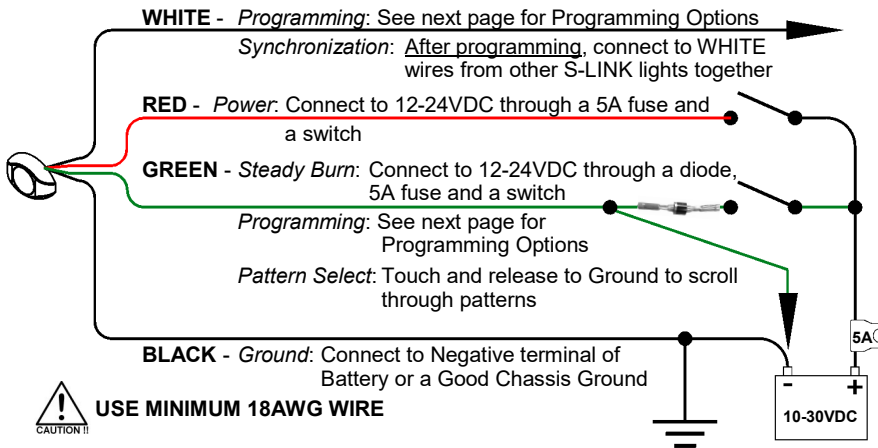 WHITE - Programming: See next page for Programming Options
Synchronization: After programming, connect to WHITE
wires from other S-LINK lights together
RED - Power: Connect to 12-24VDC through a 5A fuse and
a switch
GREEN - Steady Burn: Connect to 12-24VDC through a diode,
5A fuse and a switch
Programming: See next page for
Programming Options
Pattern Select: Touch and release to Ground to scroll
through patterns
5A
BLACK - Ground: Connect to Negative terminal of
Battery or a Good Chassis Ground
- +
10-30VDC
CAUTION !!
USE MINIMUM 18AWG WIRE